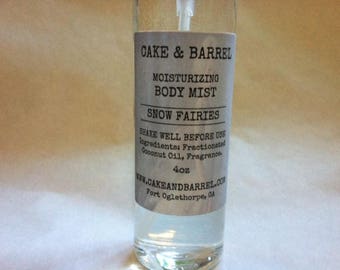 CAKE & BARREL
MOISTURIZING
BODY MIST
SNOW FAIRIES
SHAKE WELL BEFORE USE
Ingredients: Fractionated
Coconut Oil, Fragrance.
4oz
WWW.CAKEANDBARREL.COM
Fort Oglethorpe, GA